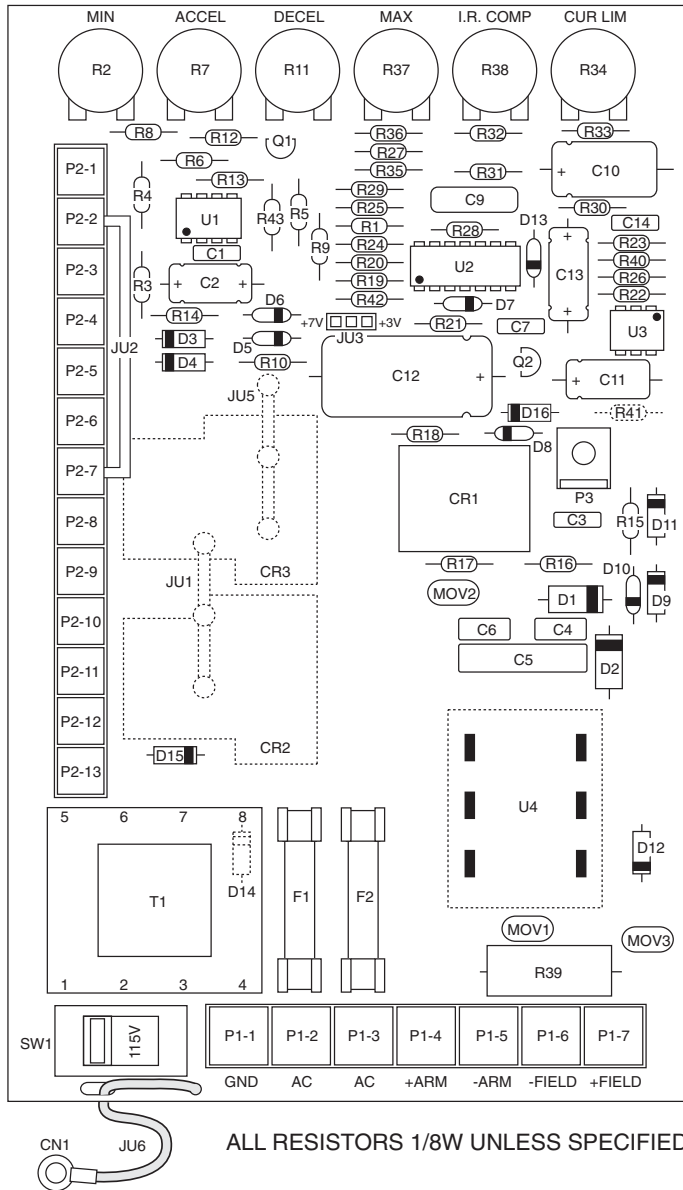 MIN ACCEL DECEL MAX I.R. COMP CUR LIM
R2 R7 R11 R37 R38 R34
R8 R12 Q1 R36 R32 R33
P2-1 R6 R27
R4 R13 R35 R31 C10
P2-2 U1 R43 R5 R29 C9 R30
R25 D13 C14
C1 R9 R1 R28 R23
P2-3 R3 C2 R24 U2 C13 R40
R20 R26
R19 R22
P2-4 R14 D6 R42 D7 U3
D3 +7V +3V R21 C7
JU2 D5 JU3
P2-5 D4 R10 C12 Q2 C11
P2-6 JU5 D16 R41
R18 D8
P2-7 CR1 P3
P2-8 C3 R15 D11
P2-9 JU1 CR3 R17 R16 D10
MOV2 D1 D9
P2-10 C6 C4
P2-11 C5 D2
P2-12
D15 CR2
P2-13
5 6 7 8 U4
D14 D12
T1 F1 F2
MOV1 MOV3
1 2 3 4 R39
SW1 115V P1-1 P1-2 P1-3 P1-4 P1-5 P1-6 P1-7
GND AC AC +ARM -ARM -FIELD +FIELD
CN1 JU6 ALL RESISTORS 1/8W UNLESS SPECIFIED